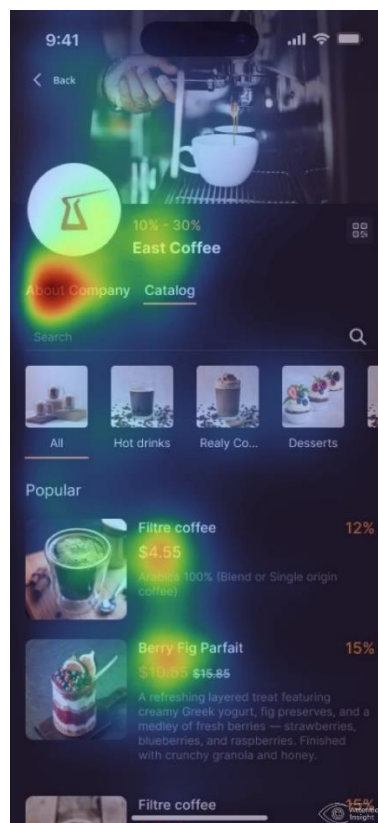 9:41
Back
10% - 30%
East Coffee
About Company
Catalog
Search
All
Hot drinks
Realy Co...
Desserts
Popular
Filtre coffee
12%
$4.55
Arabica 100% (Blend or Single origin
coffee)
Berry Fig Parfait
15%
$10.65 $15.85
A refreshing layered treat featuring
creamy Greek yogurt, fig preserves, and a
medley of fresh berries — strawberries,
blueberries, and raspberries. Finished
with crunchy granola and honey.
Filtre coffee
15%
Attention
Insight